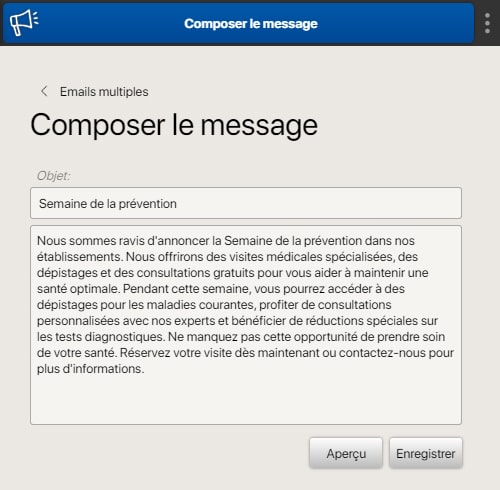 Composer le message
Emails multiples
Composer le message
Objet:
Semaine de la prévention
Nous sommes ravis d'annoncer la Semaine de la prévention dans nos
établissements. Nous offrirons des visites médicales spécialisées, des
dépistages et des consultations gratuits pour vous aider à maintenir une
santé optimale. Pendant cette semaine, vous pourrez accéder à des
dépistages pour les maladies courantes, profiter de consultations
personnalisées avec nos experts et bénéficier de réductions spéciales sur
les tests diagnostiques. Ne manquez pas cette opportunité de prendre soin
de votre santé. Réservez votre visite dès maintenant ou contactez-nous pour
plus d'informations.
Aperçu
Enregistrer